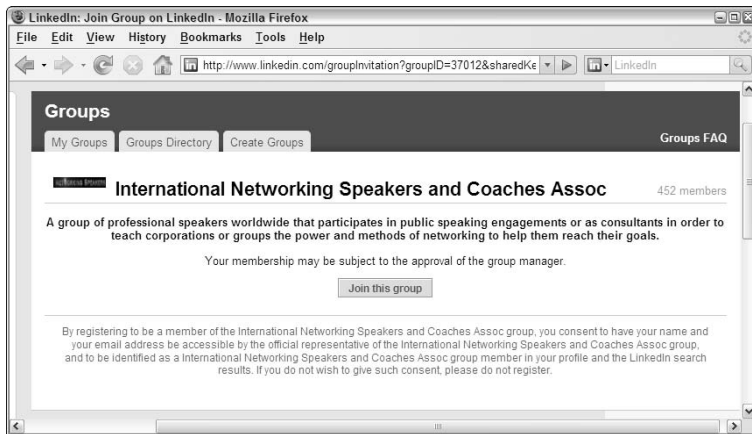 LinkedIn: Join Group on LinkedIn - Mozilla Firefox
File Edit View History Bookmarks Tools Help
http://www.linkedin.com/groupInvitation?groupID=37012&sharedKe
LinkedIn
Groups
My Groups Groups Directory Create Groups Groups FAQ
International Networking Speakers and Coaches Assoc 452 members
A group of professional speakers worldwide that participates in public speaking engagements or as consultants in order to
teach corporations or groups the power and methods of networking to help them reach their goals.
Your membership may be subject to the approval of the group manager.
Join this group
By registering to be a member of the International Networking Speakers and Coaches Assoc group, you consent to have your name and
your email address be accessible by the official representative of the International Networking Speakers and Coaches Assoc group,
and to be identified as a International Networking Speakers and Coaches Assoc group member in your profile and the LinkedIn search
results. If you do not wish to give such consent, please do not register.